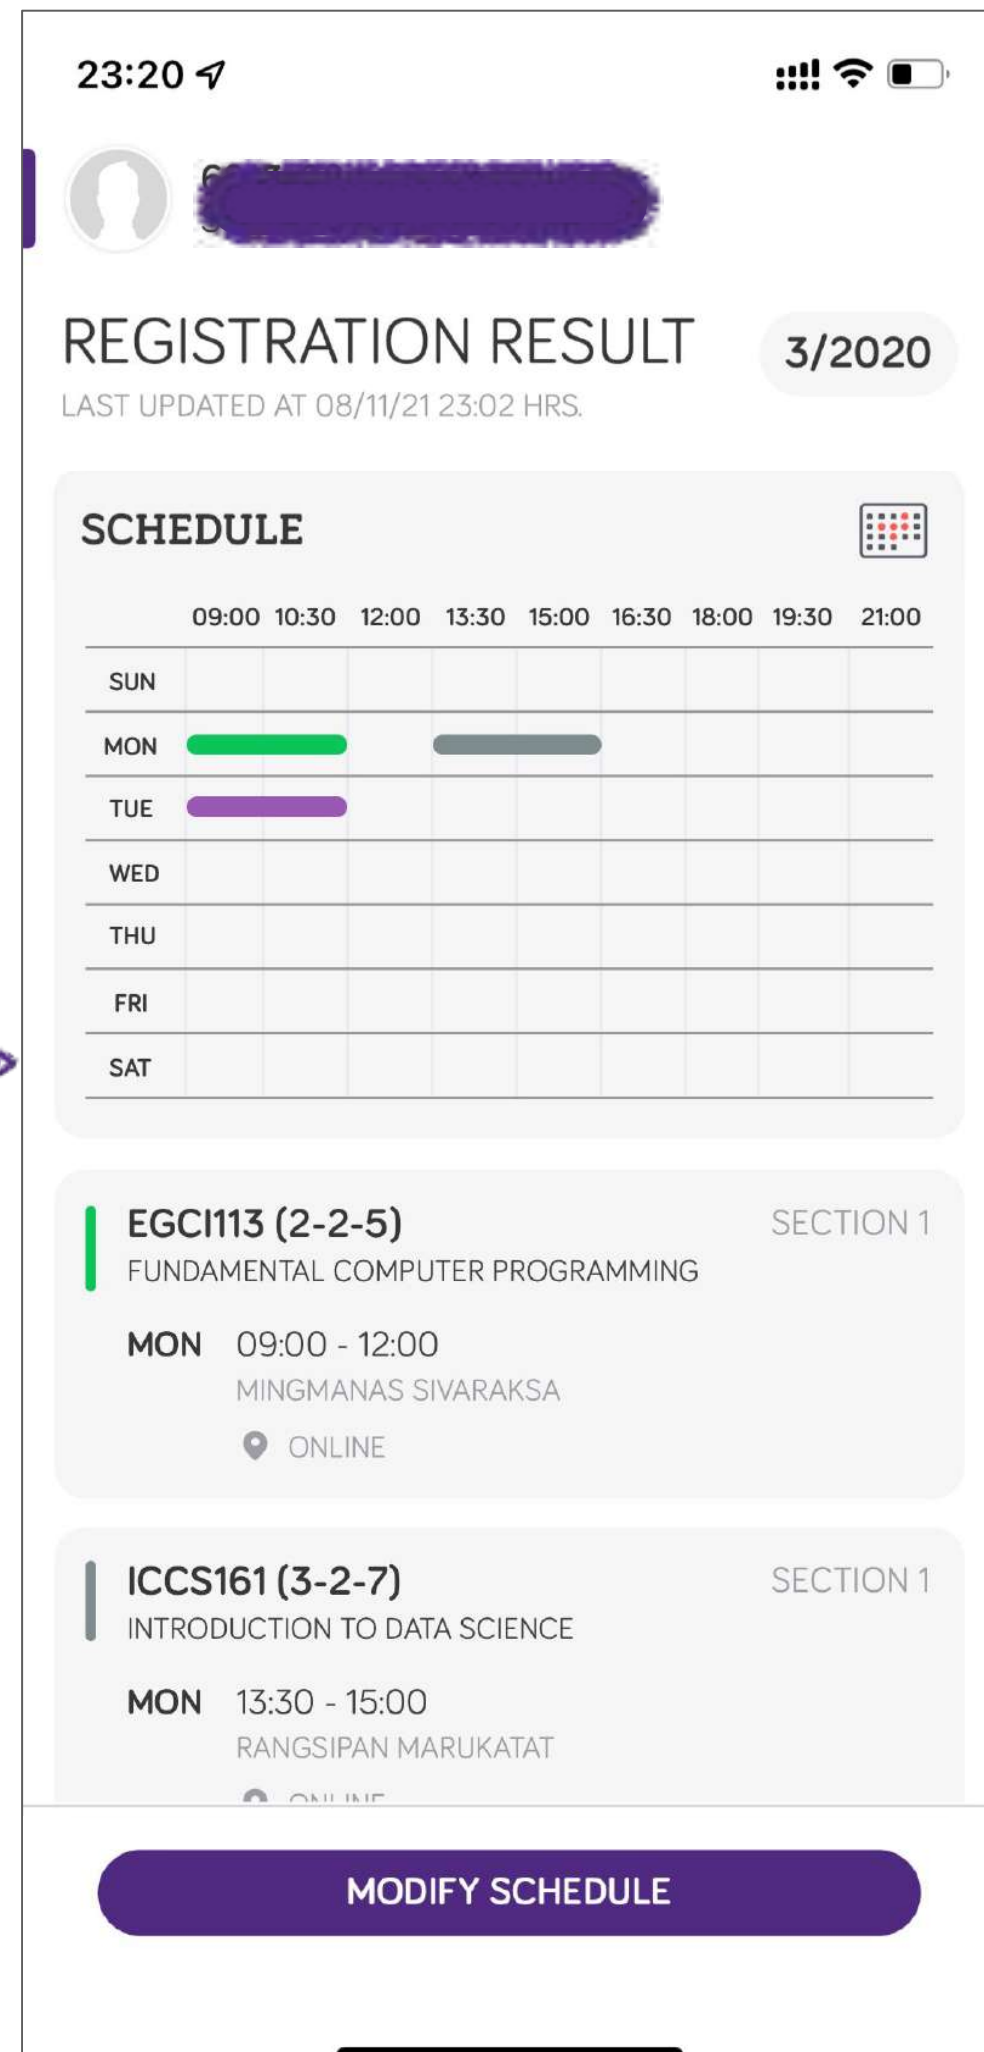 23:20
REGISTRATION RESULT
3/2020
LAST UPDATED AT 08/11/21 23:02 HRS.
SCHEDULE
09:00 10:30 12:00 13:30 15:00 16:30 18:00 19:30 21:00
SUN
MON
TUE
WED
THU
FRI
SAT
EGCI113 (2-2-5) SECTION 1
FUNDAMENTAL COMPUTER PROGRAMMING
MON 09:00 - 12:00
MINGMANAS SIVARAKSA
ONLINE
ICCS161 (3-2-7) SECTION 1
INTRODUCTION TO DATA SCIENCE
MON 13:30 - 15:00
RANGSIPAN MARUKATAT
ONLINE
MODIFY SCHEDULE